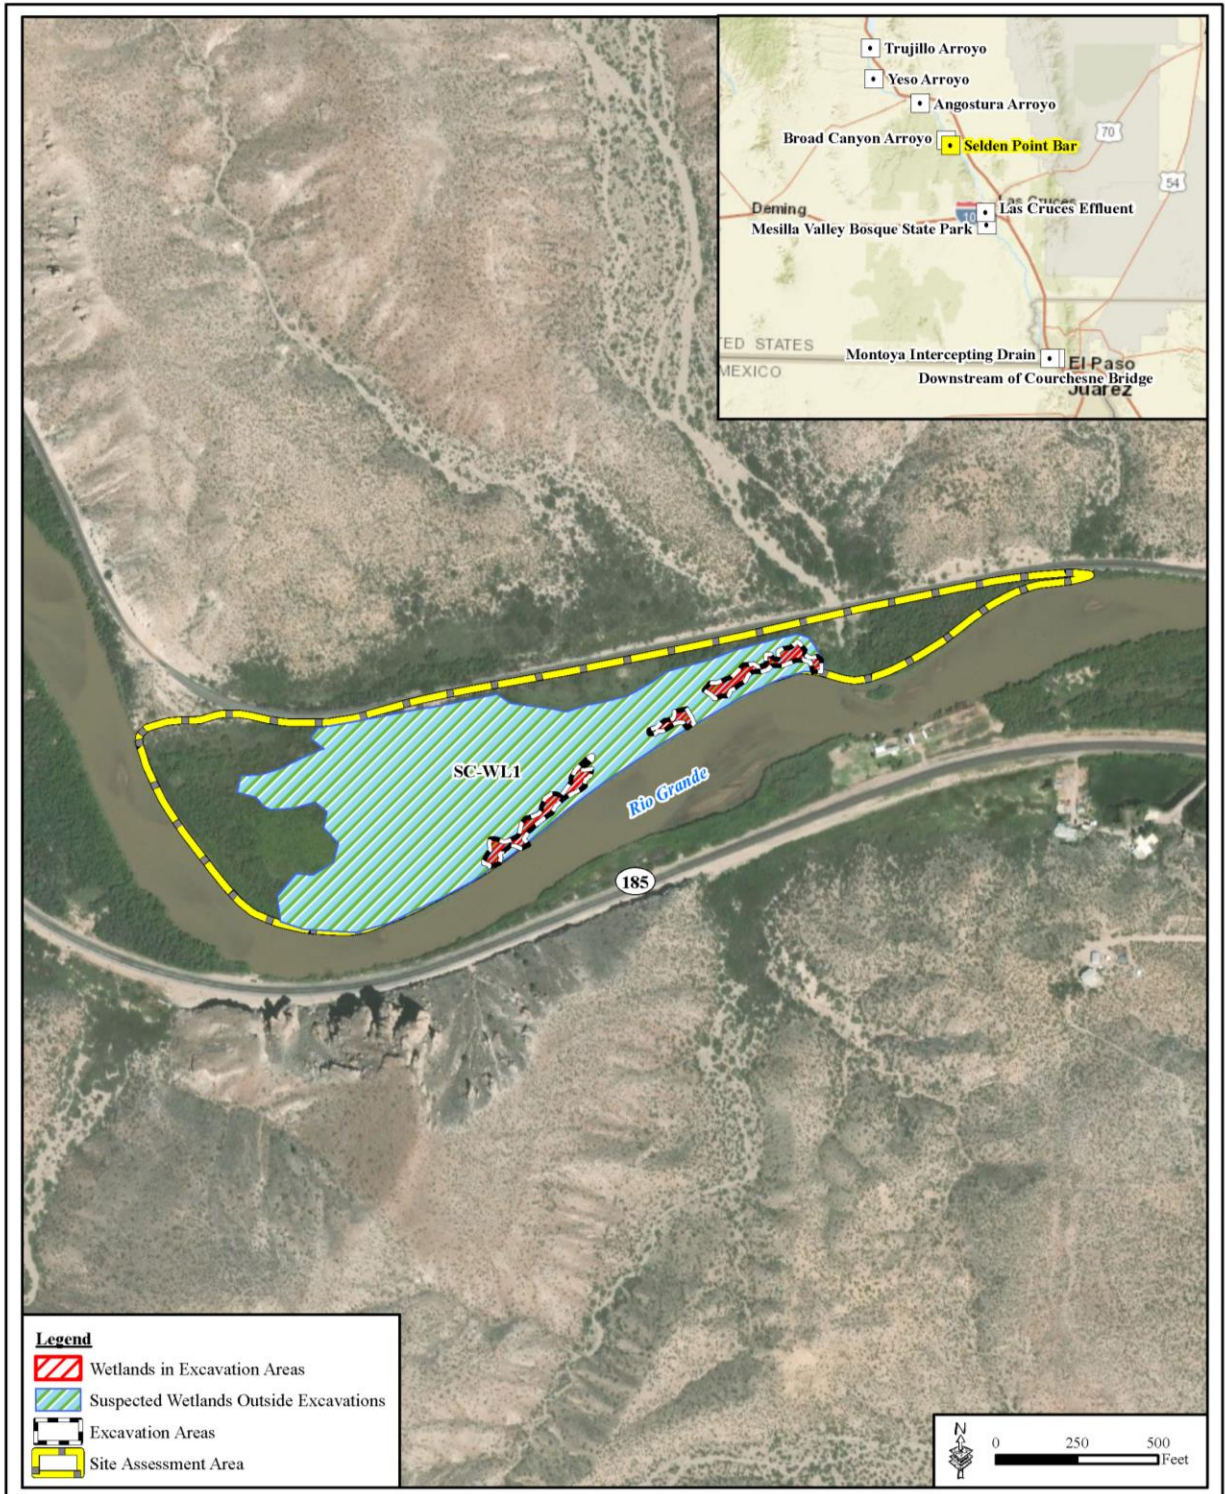 Trujillo Arroyo
Yeso Arroyo
Angostura Arroyo
Broad Canyon Arroyo
Selden Point Bar
70
54
Deming
Las Cruces
10
Las Cruces Effluent
Mesilla Valley Bosque State Park
TED STATES
MEXICO
Montoya Intercepting Drain
El Paso
Downstream of Courchesne Bridge
Juárez
SC-WL1
Rio Grande
185
Legend
Wetlands in Excavation Areas
Suspected Wetlands Outside Excavations
Excavation Areas
Site Assessment Area
N
0 250 500
Feet